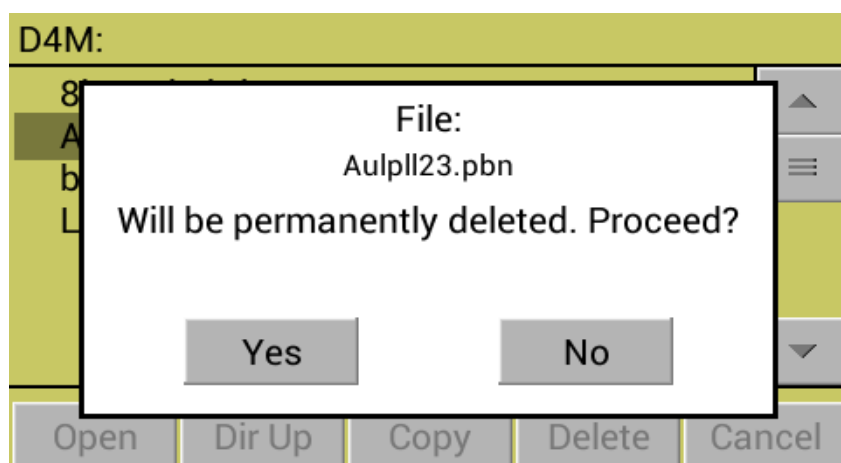 D4M:
File:
Aulpll23.pbn
Will be permanently deleted. Proceed?
Yes No
Open Dir Up Copy Delete Cancel